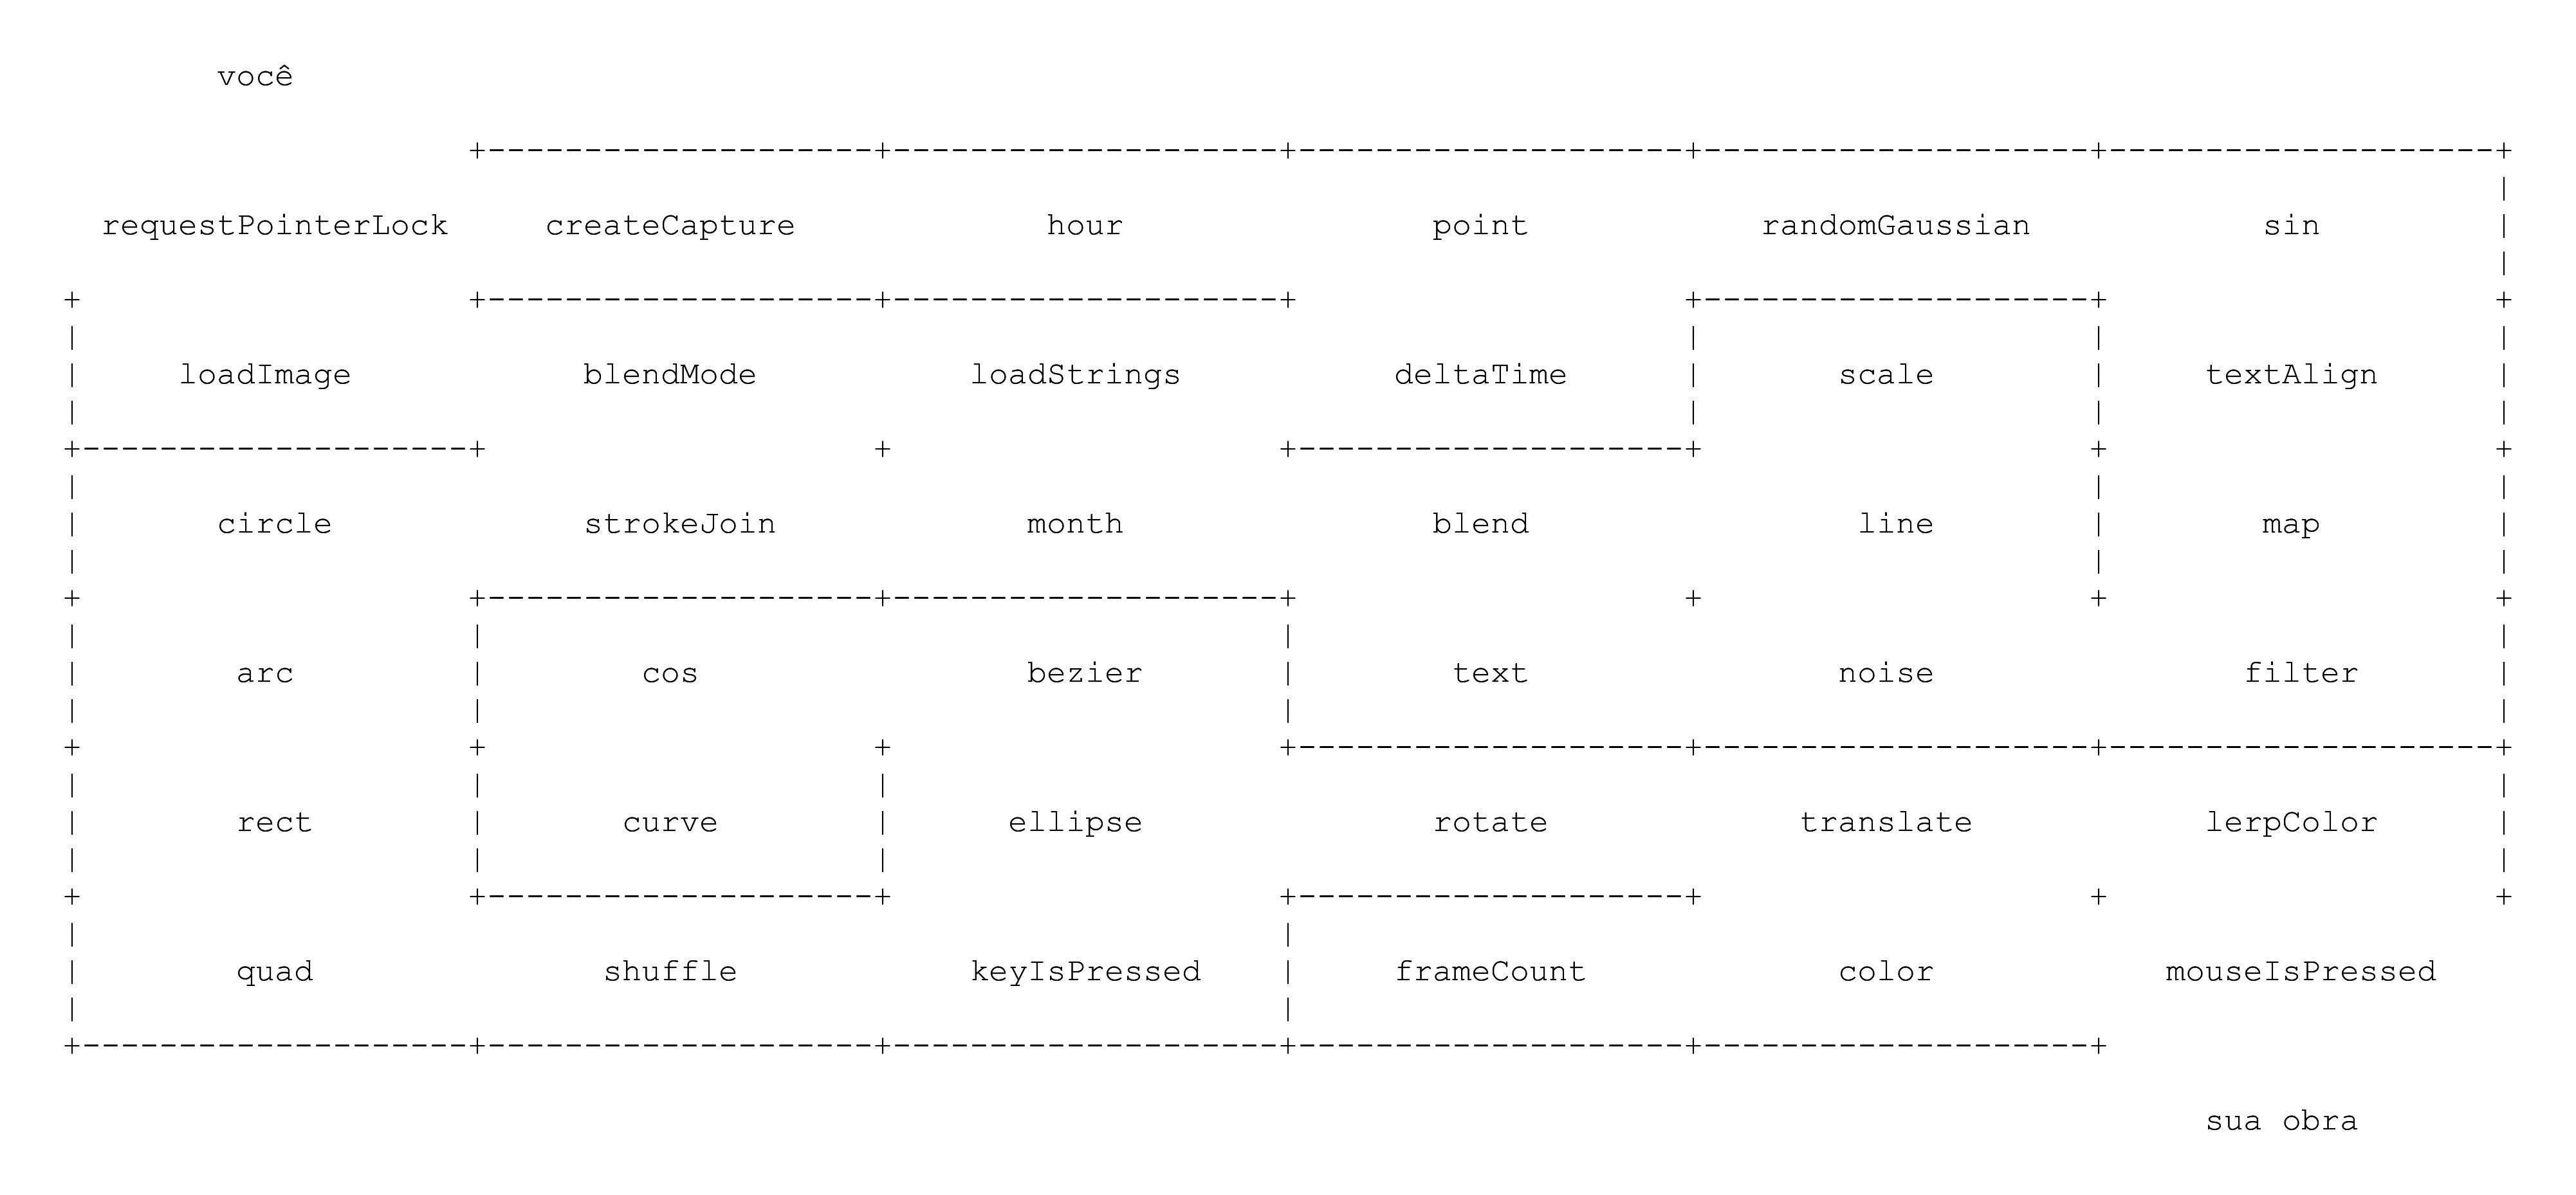 você
requestPointerLock createCapture hour point randomGaussian sin
loadImage blendMode loadStrings deltaTime scale textAlign
circle strokeJoin month blend line map
arc cos bezier text noise filter
rect curve ellipse rotate translate lerpColor
quad shuffle keyIsPressed frameCount color mouseIsPressed
sua obra